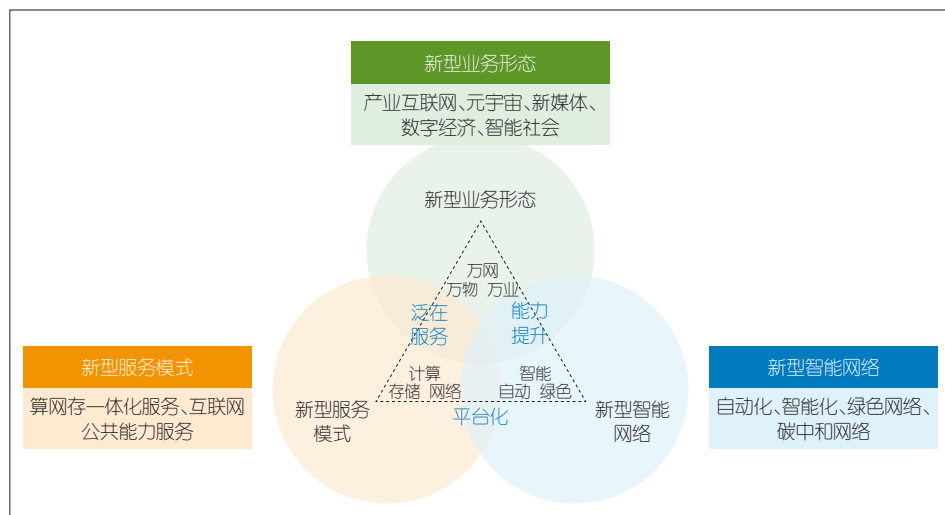 新型业务形态
产业互联网、元宇宙、新媒体、
数字经济、智能社会
新型业务形态
万网
万物 万业
泛在
服务
能力
提升
新型服务模式
算网存一体化服务、互联网
公共能力服务
计算
存储 网络
智能
自动 绿色
新型服务
模式
平台化
新型智能
网络
新型智能网络
自动化、智能化、绿色网络、
碳中和网络